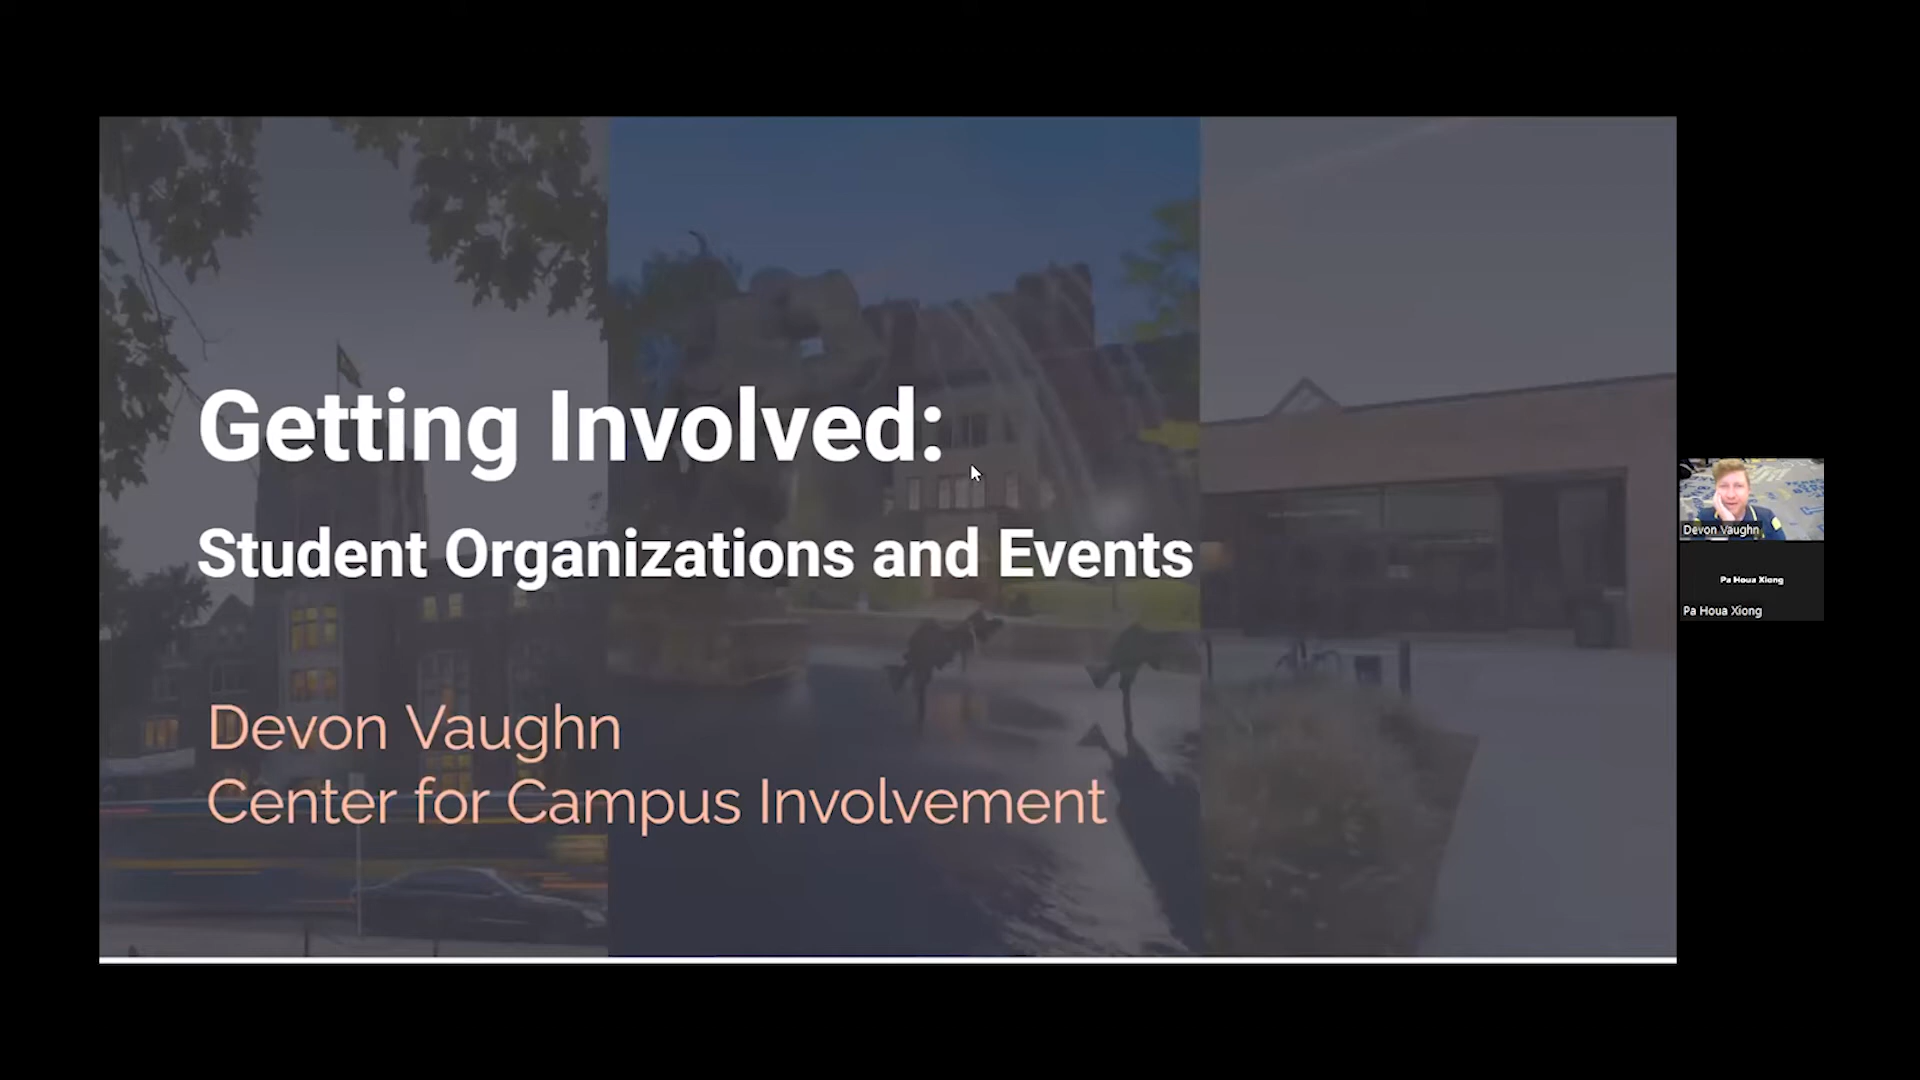 Getting Involved:
Student Organizations and Events
Devon Vaughn
Center for Campus Involvement
Devon Vaughn
Pa Houa Xiong
Pa Houa Xiong